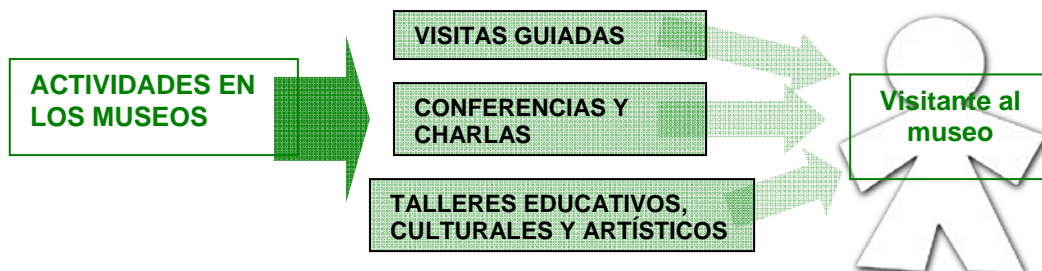 ACTIVIDADES EN
LOS MUSEOS
VISITAS GUIADAS
CONFERENCIAS Y
CHARLAS
TALLERES EDUCATIVOS,
CULTURALES Y ARTÍSTICOS
Visitante al
museo